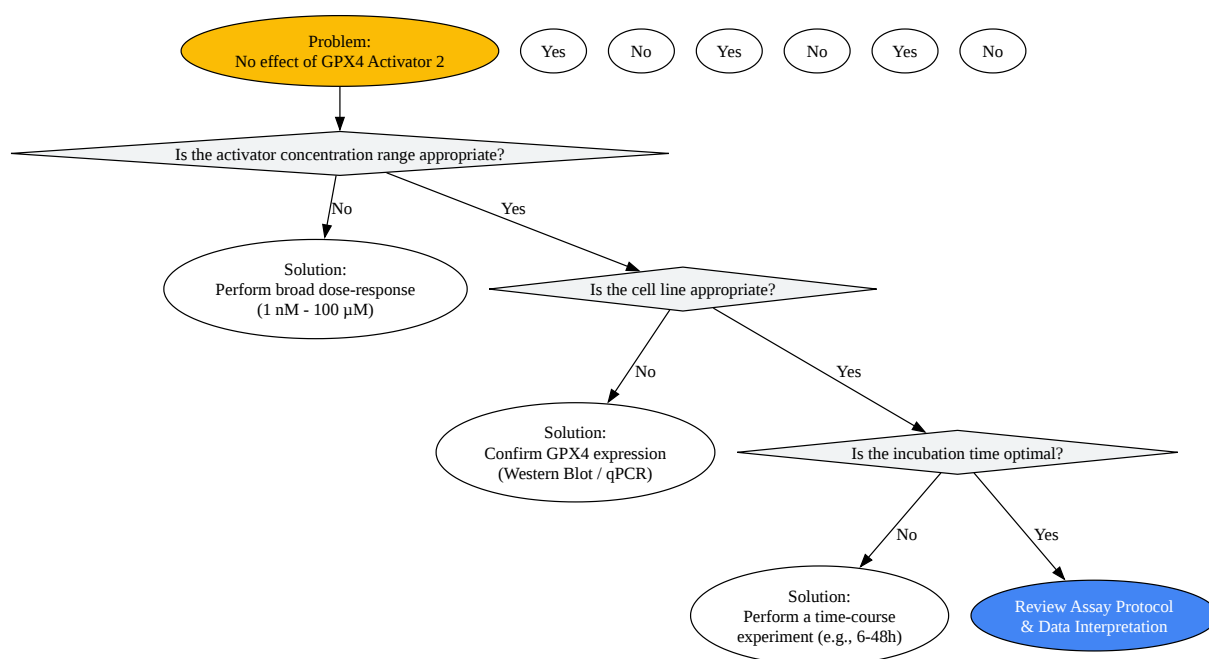 Problem:
No effect of GPX4 Activator 2
Yes
No
Yes
No
Yes
No
Is the activator concentration range appropriate?
No
Yes
Solution:
Perform broad dose-response
(1 nM - 100 µM)
Is the cell line appropriate?
No
Yes
Solution:
Confirm GPX4 expression
(Western Blot / qPCR)
Is the incubation time optimal?
No
Yes
Solution:
Perform a time-course
experiment (e.g., 6-48h)
Review Assay Protocol
& Data Interpretation